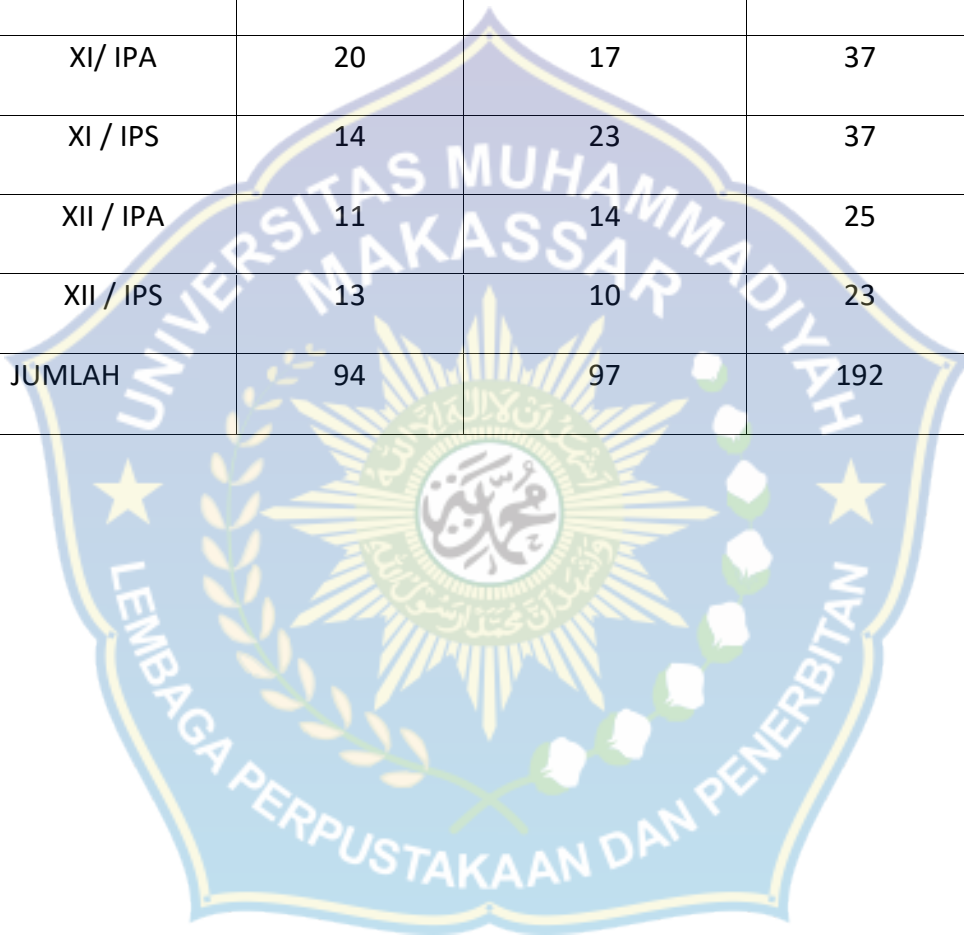 XI/ IPA 20 17 37
XI / IPS 14 23 37
XII / IPA 11 14 25
XII / IPS 13 10 23
JUMLAH 94 97 192
UNIVERSITAS MUHAMMADIYAH
MAKASSAR
LEMBAGA PERPUSTAKAAN DAN PENERBITAN